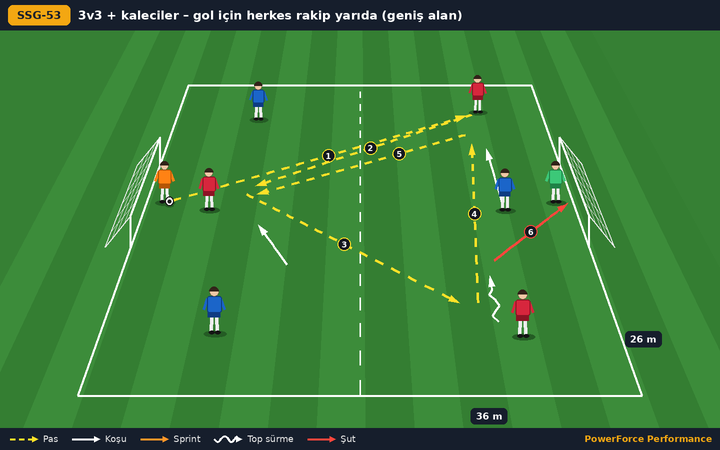 SSG-53 3v3 + kaleciler – gol için herkes rakip yarıda (geniş alan)
1
2
5
4
6
3
26 m
36 m
Pas Koşu Sprint Top sürme Şut PowerForce Performance